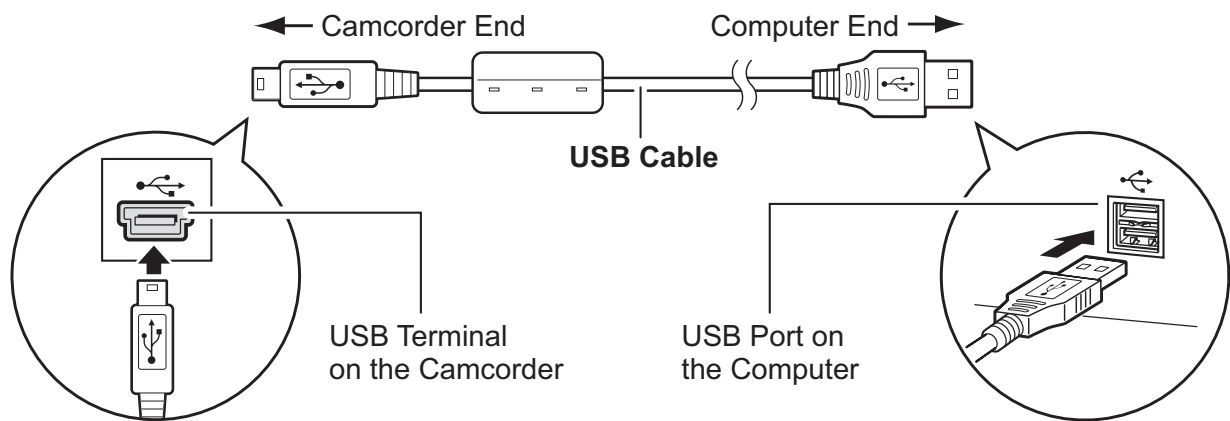 Camcorder End
Computer End
USB Cable
USB Terminal
on the Camcorder
USB Port on
the Computer